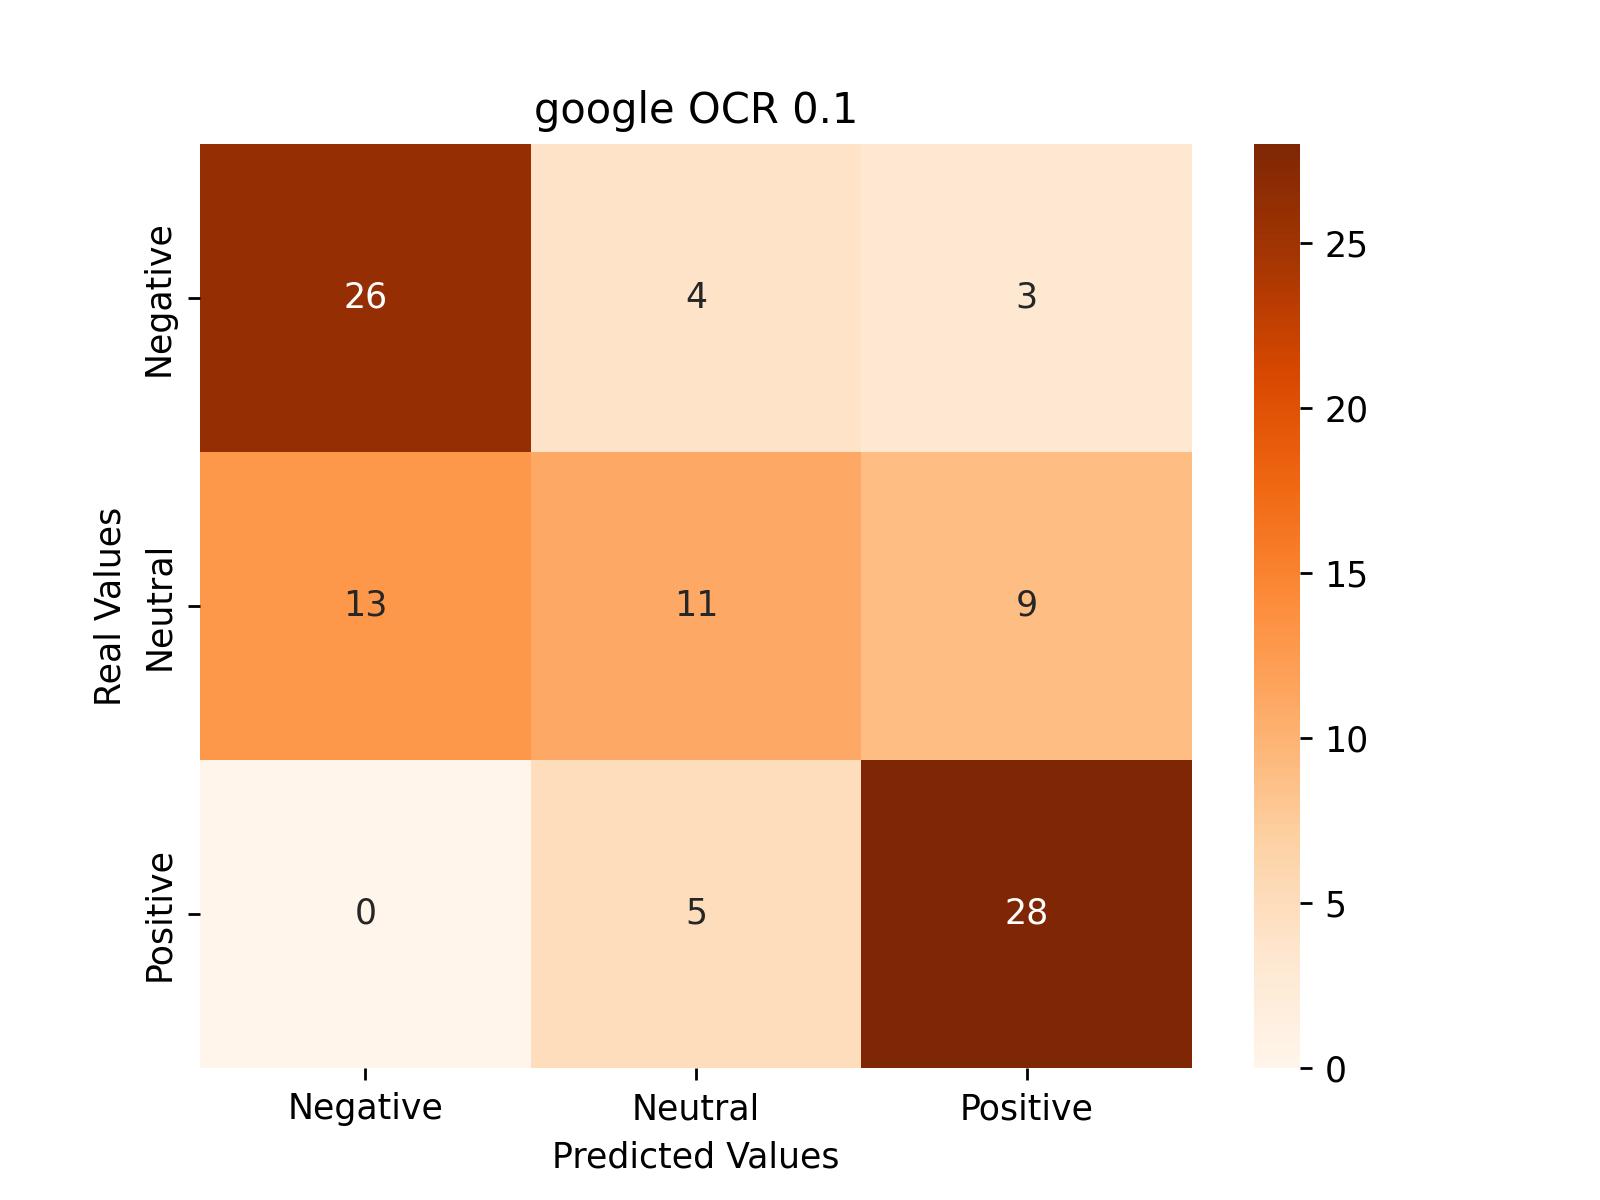 google OCR 0.1
Real Values
Negative
26 4 3
Neutral
13 11 9
Positive
0 5 28
Negative Neutral Positive
Predicted Values
25
20
15
10
5
0